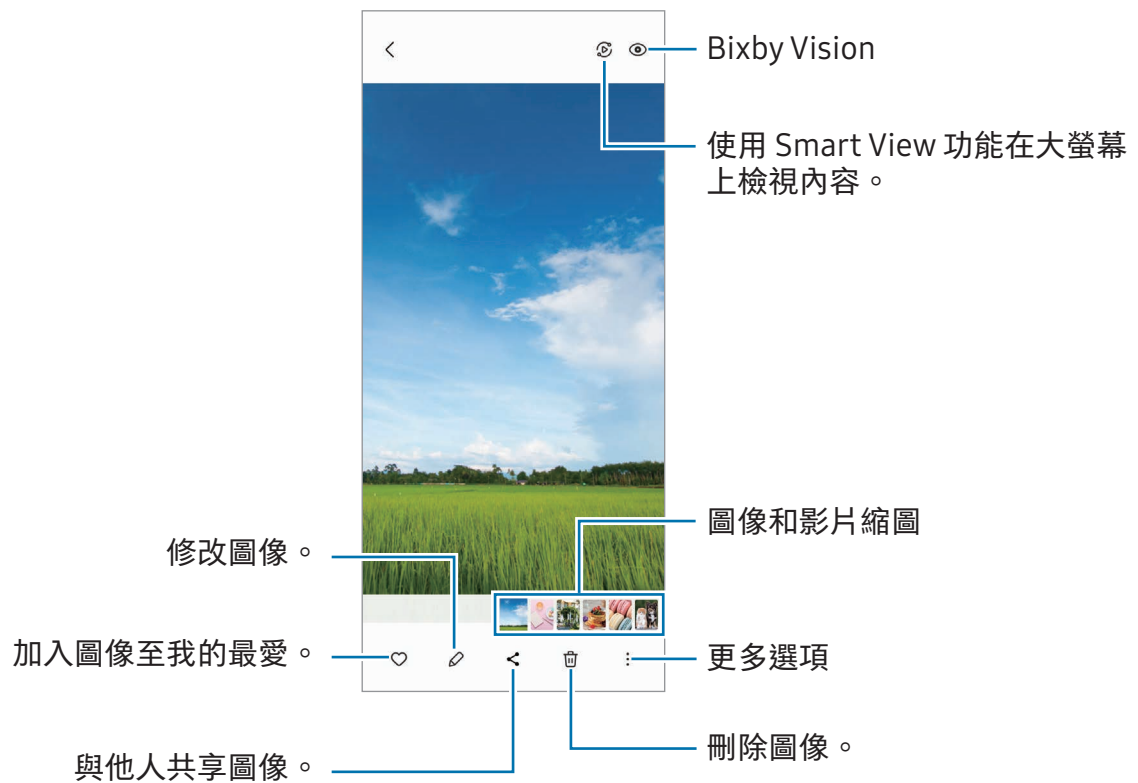 Bixby Vision
使用 Smart View 功能在大螢幕
上檢視內容。
圖像和影片縮圖
修改圖像。
加入圖像至我的最愛。
更多選項
刪除圖像。
與他人共享圖像。